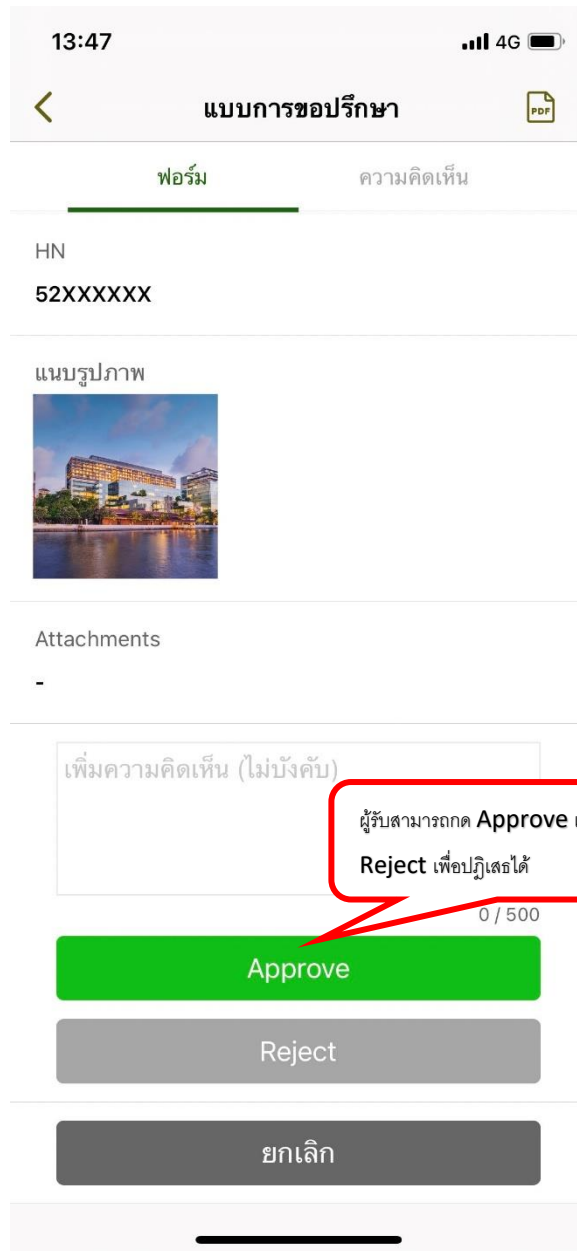 13:47
4G
แบบการขอปรึกษา
PDF
ฟอร์ม
ความคิดเห็น
HN
52XXXXXX
แนบรูปภาพ
Attachments
-
เพิ่มความคิดเห็น (ไม่บังคับ)
ผู้รับสามารถกด Approve
Reject เพื่อปฏิเสธได้
0 / 500
Approve
Reject
ยกเลิก